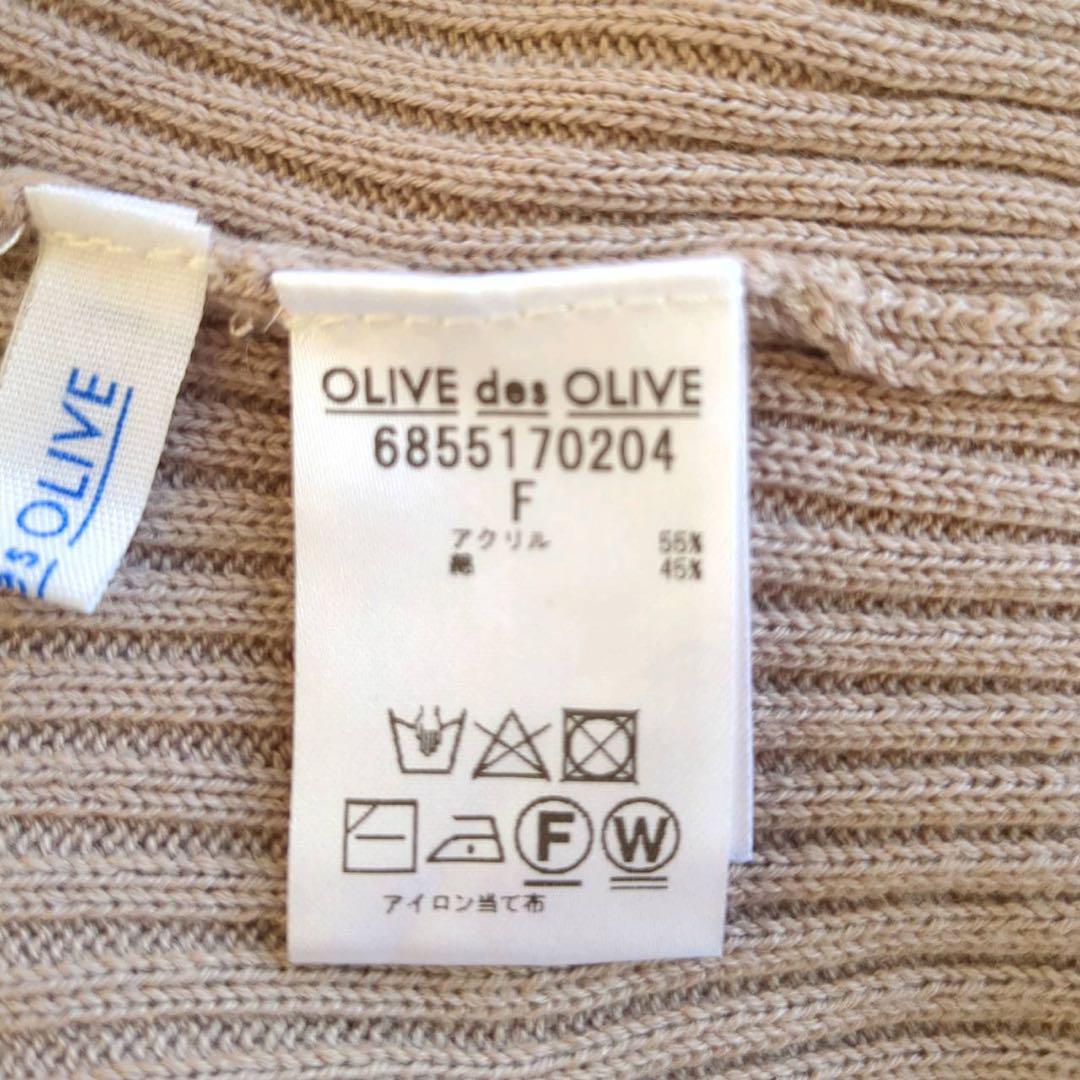 OLIVE des OLIVE
6855170204
F
アクリル 55%
綿 45%
F W
アイロン当て布
OLIVE